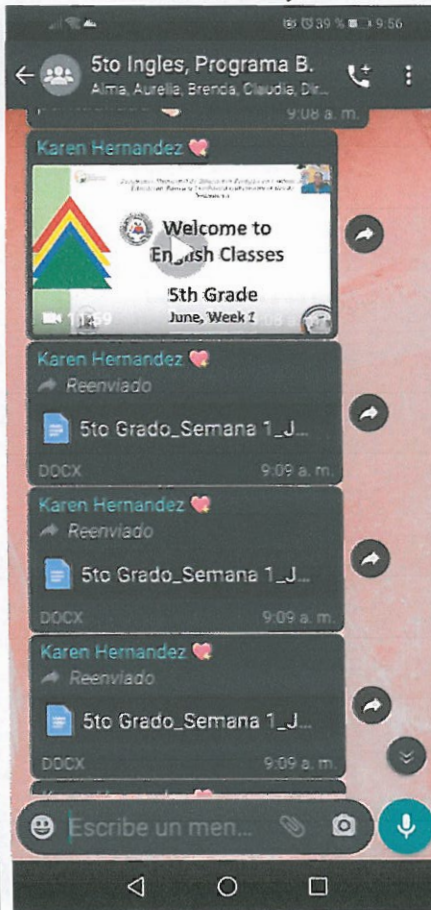 39 % 9:56
5to Ingles, Programa B.
Alma, Aurelia, Brenda, Claudia, Dir...
9:08 a. m.
Karen Hernandez
Welcome to
English Classes
5th Grade
June, Week 1
11:59
Karen Hernandez
Reenviado
5to Grado_Semana 1_J...
DOCX 9:09 a. m.
Karen Hernandez
Reenviado
5to Grado_Semana 1_J...
DOCX 9:09 a. m.
Karen Hernandez
Reenviado
5to Grado_Semana 1_J...
DOCX 9:09 a. m.
Escribe un men...